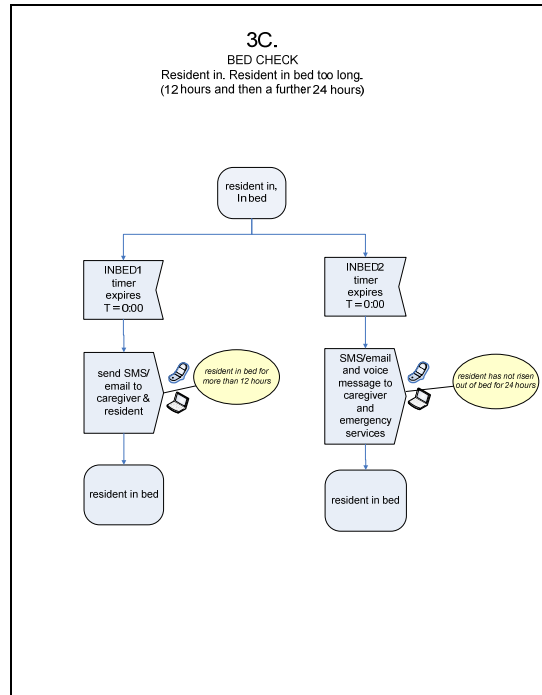 3C.
BED CHECK
Resident in. Resident in bed too long.
(12 hours and then a further 24 hours)
resident in,
In bed
INBED1
timer
expires
T = 0:00
INBED2
timer
expires
T = 0:00
send SMS/
email to
caregiver &
resident
resident in bed for
more than 12 hours
SMS/email
and voice
message to
caregiver
and
emergency
services
resident has not risen
out of bed for 24 hours
resident in bed
resident in bed